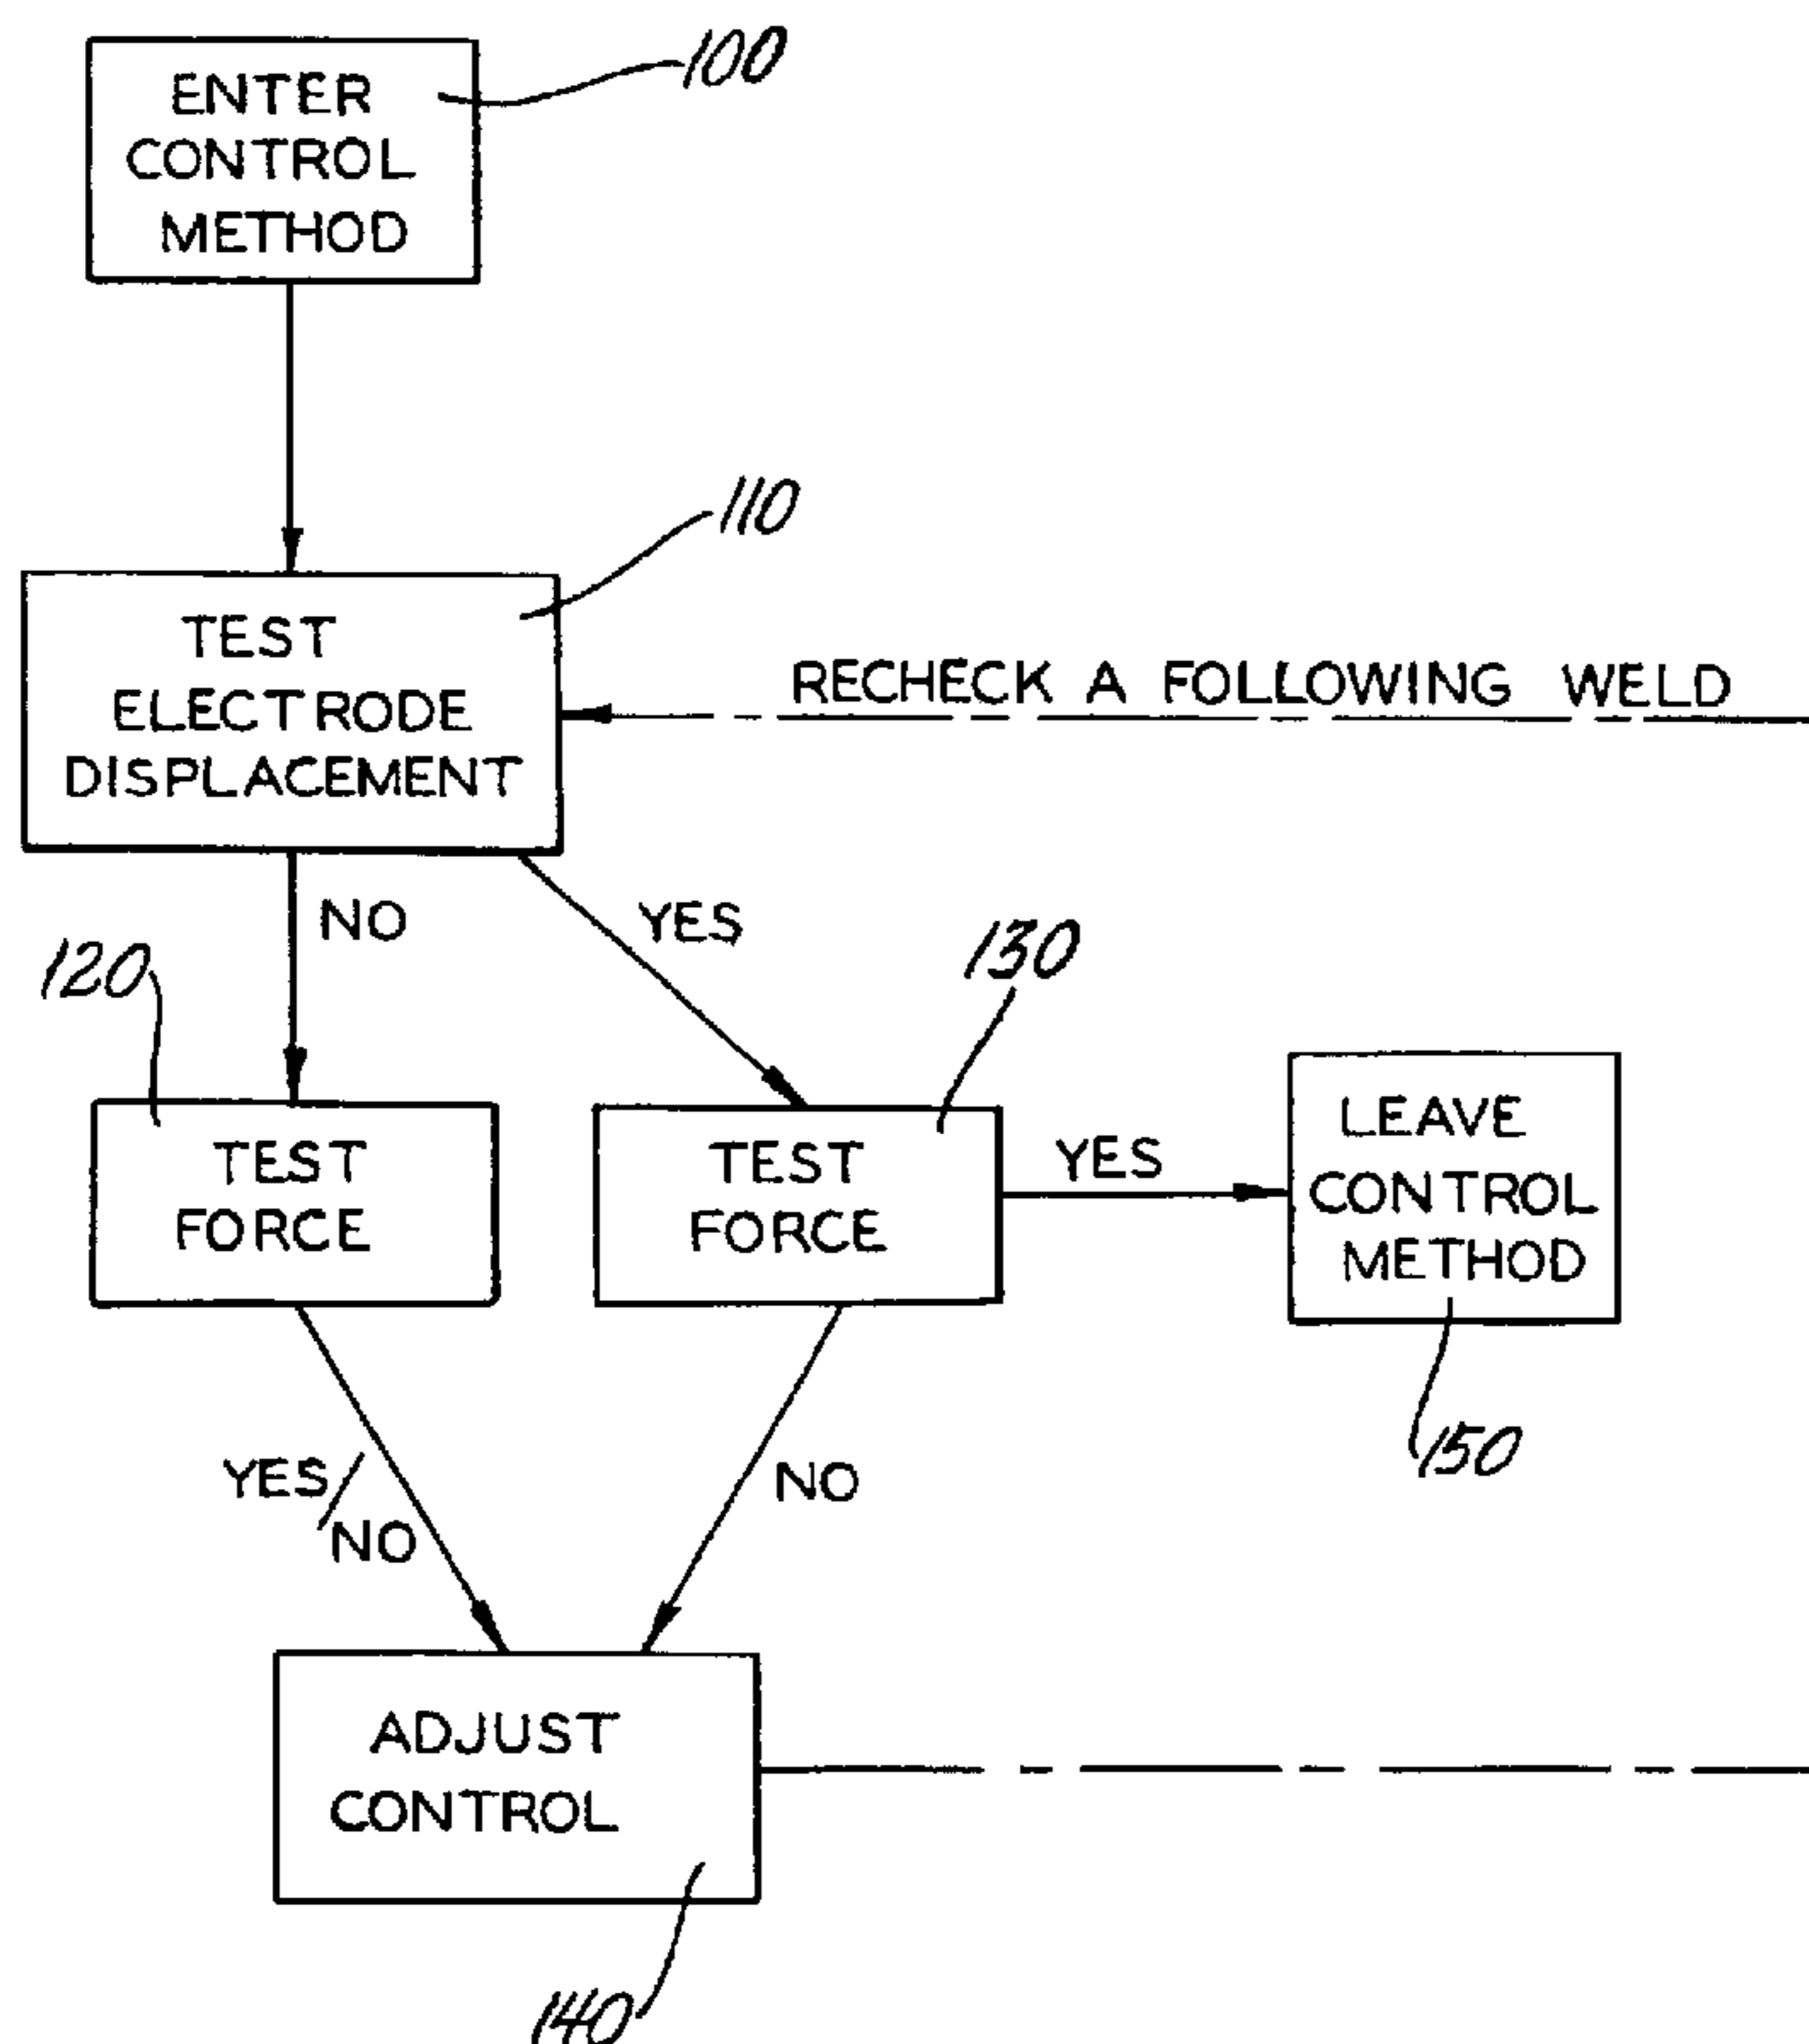 ENTER
CONTROL
METHOD
100
110
TEST
ELECTRODE
DISPLACEMENT
RECHECK A FOLLOWING WELD
NO
YES
120
130
TEST
FORCE
TEST
FORCE
YES
LEAVE
CONTROL
METHOD
150
YES/
NO
NO
ADJUST
CONTROL
140